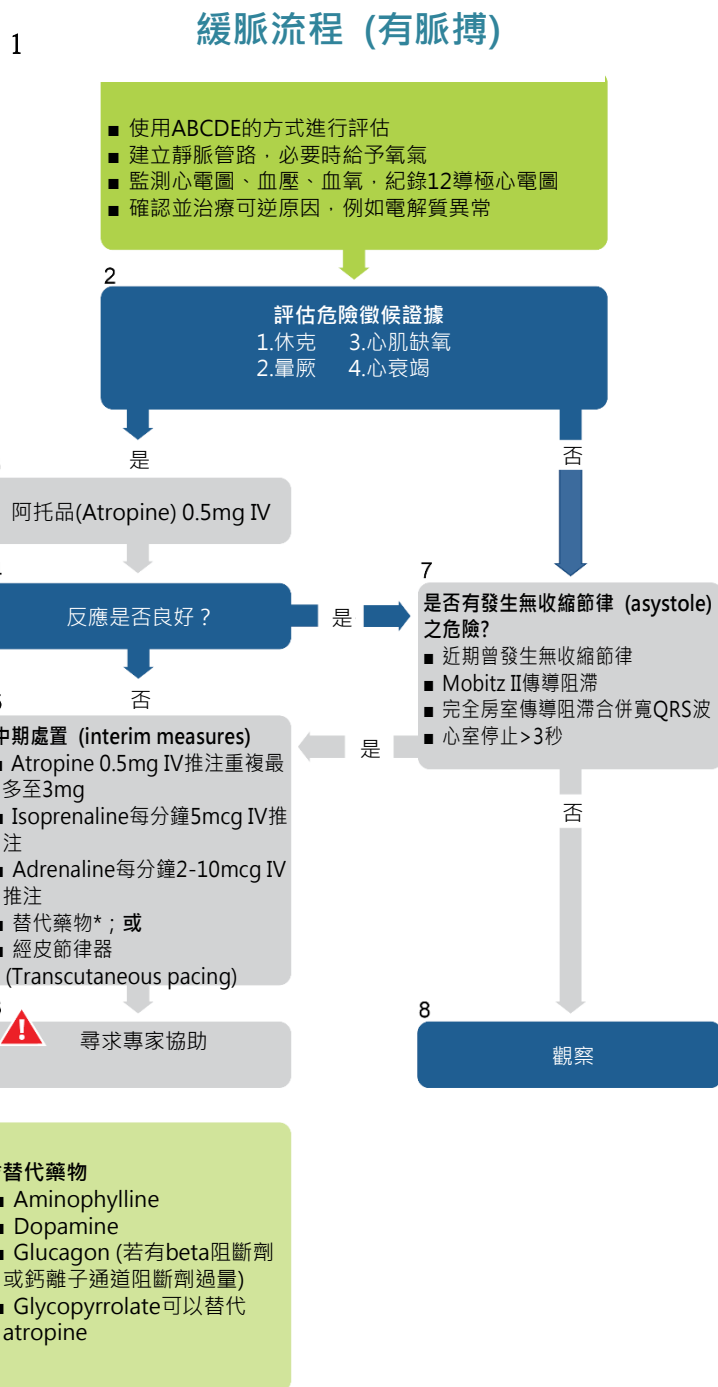 1
緩脈流程 (有脈搏)
■ 使用ABCDE的方式進行評估
■ 建立靜脈管路，必要時給予氧氣
■ 監測心電圖、血壓、血氧，紀錄12導極心電圖
■ 確認並治療可逆原因，例如電解質異常
2
評估危險徵候證據
1.休克 3.心肌缺氧
2.暈厥 4.心衰竭
是
否
阿托品(Atropine) 0.5mg IV
反應是否良好？
是
否
7
是否有發生無收縮節律 (asystole)
之危險?
■ 近期曾發生無收縮節律
■ Mobitz II傳導阻滯
■ 完全房室傳導阻滯合併寬QRS波
■ 心室停止>3秒
是
否
中期處置 (interim measures)
■ Atropine 0.5mg IV推注重複最
多至3mg
■ Isoprenaline每分鐘5mcg IV推
注
■ Adrenaline每分鐘2-10mcg IV
推注
■ 替代藥物*；或
■ 經皮節律器
(Transcutaneous pacing)
!
尋求專家協助
8
觀察
*替代藥物
■ Aminophylline
■ Dopamine
■ Glucagon (若有beta阻斷劑
或鈣離子通道阻斷劑過量)
■ Glycopyrrolate可以替代
atropine